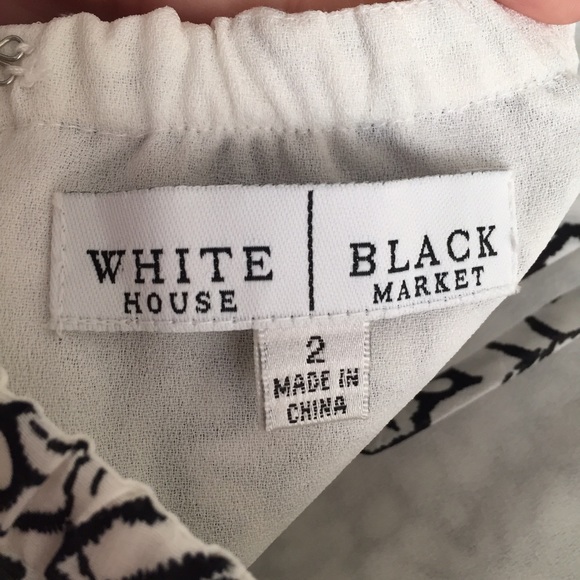 WHITE
HOUSE
BLACK
MARKET
2
MADE IN
CHINA